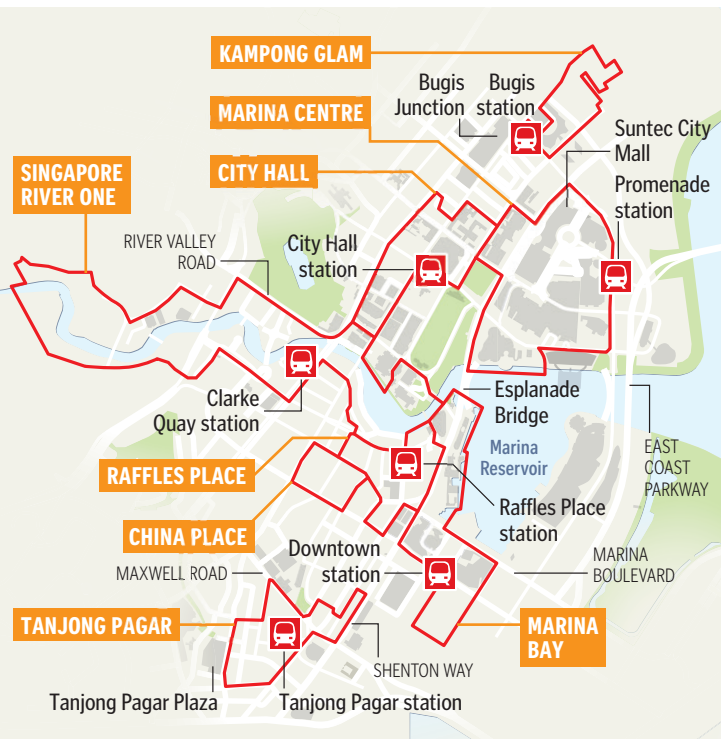 KAMPONG GLAM
Bugis
Junction
Bugis
station
MARINA CENTRE
Suntec City
Mall
SINGAPORE
RIVER ONE
CITY HALL
Promenade
station
RIVER VALLEY
ROAD
City Hall
station
Clarke
Quay station
Esplanade
Bridge
Marina
Reservoir
EAST
COAST
PARKWAY
RAFFLES PLACE
Raffles Place
station
CHINA PLACE
Downtown
station
MAXWELL ROAD
MARINA
BOULEVARD
TANJONG PAGAR
MARINA
BAY
SHENTON WAY
Tanjong Pagar Plaza
Tanjong Pagar station